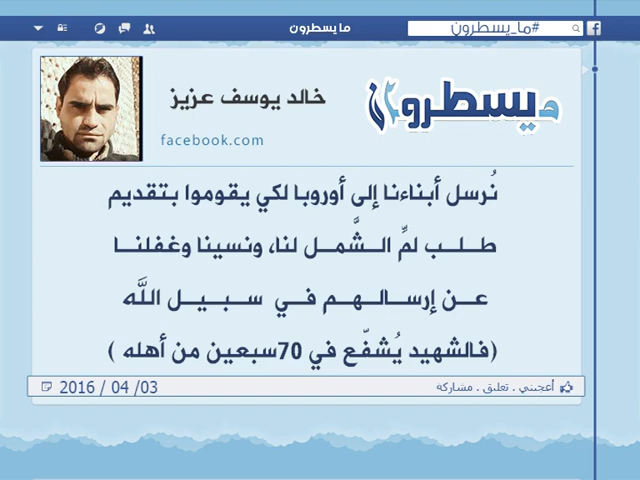 #ما_يسطرون
ما يسطرون
ما يسطرون
خالد يوسف عزيز
facebook.com
نُرسل أبناءنا إلى أوروبا لكي يقوموا بتقديم
طلب لمِّ الشَّمل لنا، ونسينا وغفلنا
عن إرسالهم في سبيل اللَّه
(فالشهيد يُشفّع في 70سبعين من أهله )
أعجبني . تعليق . مشاركة
2016 / 04 /03